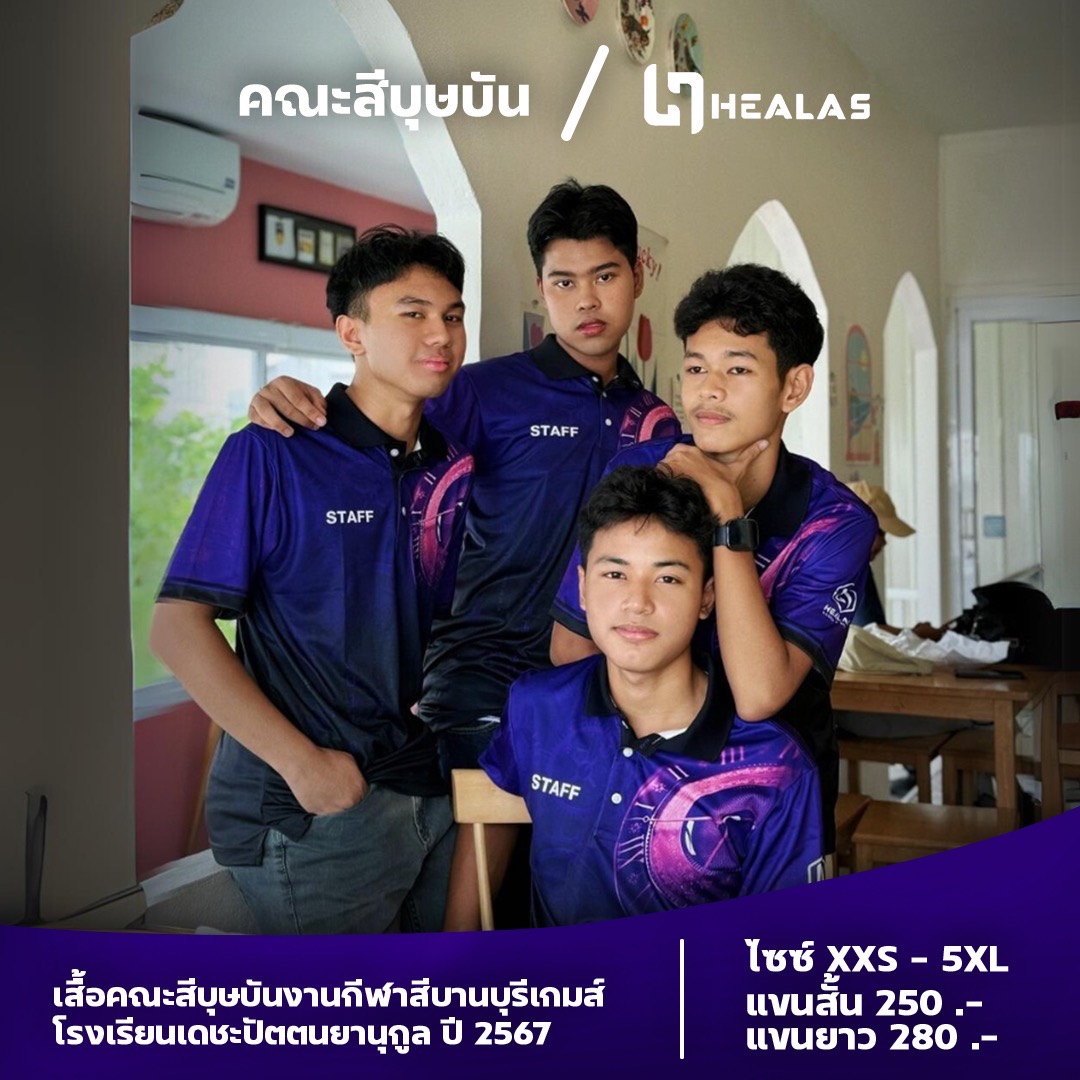 คณะสีบุษบัน / HEALAS
STAFF
STAFF
STAFF
HEALAS
เสื้อคณะสีบุษบันงานกีฬาสีบานบุรีเกมส์
โรงเรียนเดชะปัตตนยานุกูล ปี 2567
ไซซ์ XXS - 5XL
แขนสั้น 250 .-
แขนยาว 280 .-